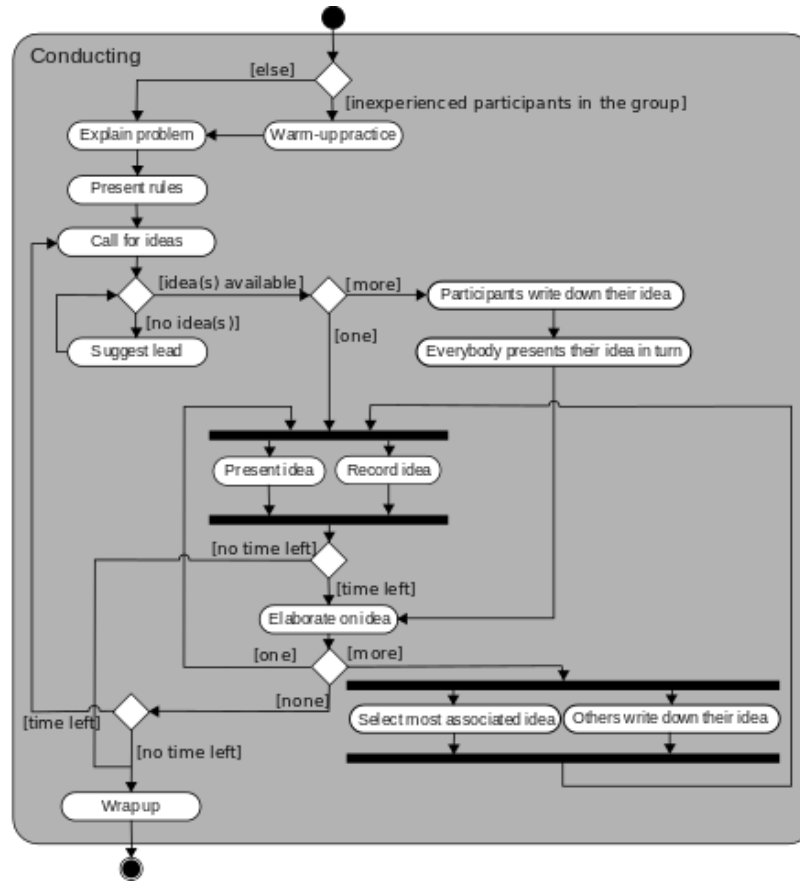 Conducting
[else]
[inexperienced participants in the group]
Explain problem
Warm-up practice
Present rules
Call for ideas
[idea(s) available]
[more]
Participants write down their idea
[no idea(s)]
[one]
Suggest lead
Everybody presents their idea in turn
Present idea
Record idea
[no time left]
[time left]
Elaborate on idea
[one]
[more]
[none]
[time left]
Select most associated idea
Others write down their idea
[no time left]
Wrap up